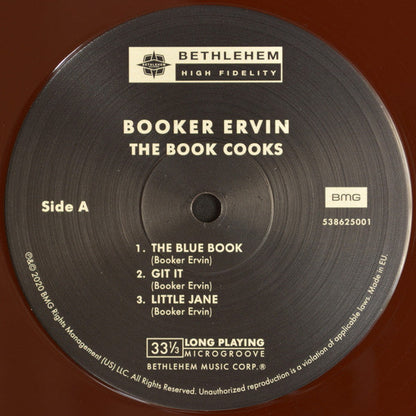 BETHLEHEM
BETHLEHEM
HIGH FIDELITY
BOOKER ERVIN
THE BOOK COOKS
Side A
BMG
538625001
1. THE BLUE BOOK
(Booker Ervin)
2. GIT IT
(Booker Ervin)
3. LITTLE JANE
(Booker Ervin)
33⅓ LONG PLAYING
MICROGROOVE
BETHLEHEM MUSIC CORP.®
℗&© 2020 BMG Rights Management (US) LLC. All Rights Reserved. Unauthorized reproduction is a violation of applicable laws. Made in EU.